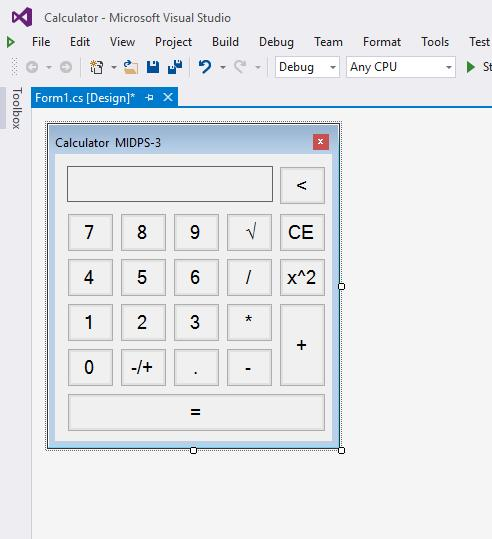 Calculator - Microsoft Visual Studio
File Edit View Project Build Debug Team Format Tools Test
Debug Any CPU St
Toolbox
Form1.cs [Design]*
Calculator MIDPS-3
<
7 8 9 √ CE
4 5 6 / x^2
1 2 3 *
+
0 -/+ . -
=